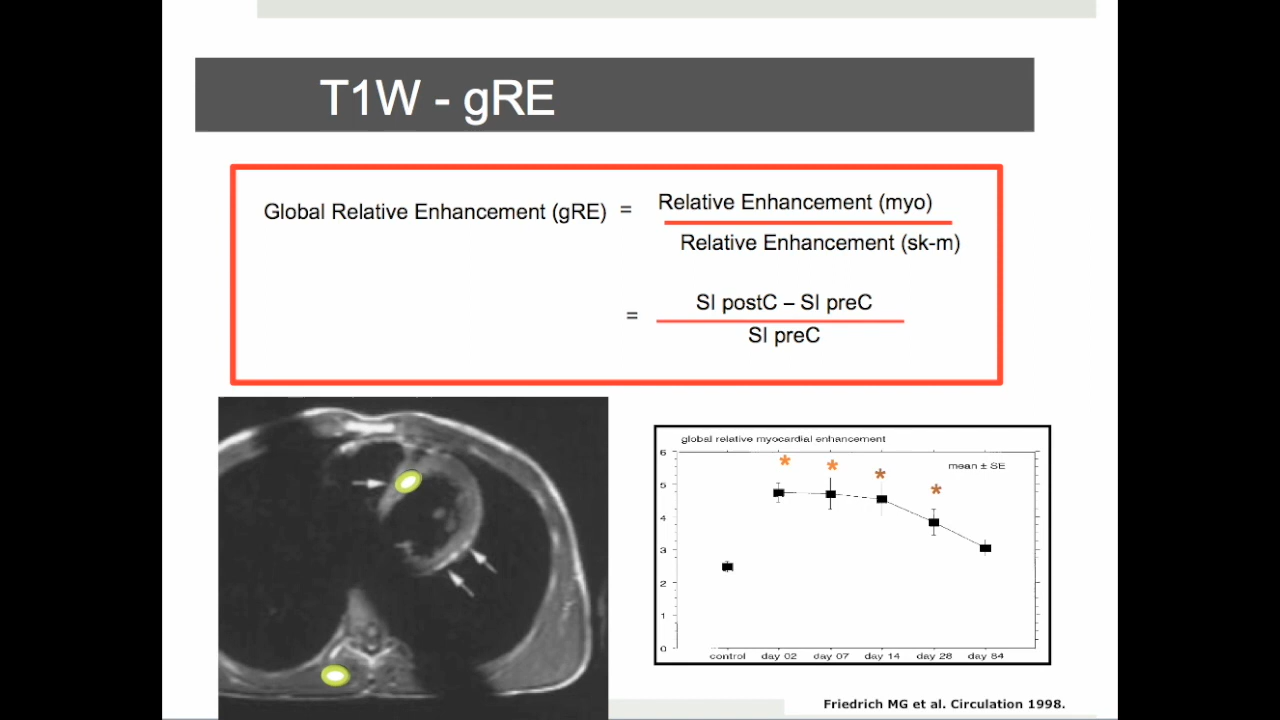 T1W - gRE
Global Relative Enhancement (gRE) = Relative Enhancement (myo)
Relative Enhancement (sk-m)
= SI postC – SI preC
SI preC
global relative myocardial enhancement
mean ± SE
6
5
4
3
2
1
0
control day 02 day 07 day 14 day 28 day 84
* * * *
Friedrich MG et al. Circulation 1998.